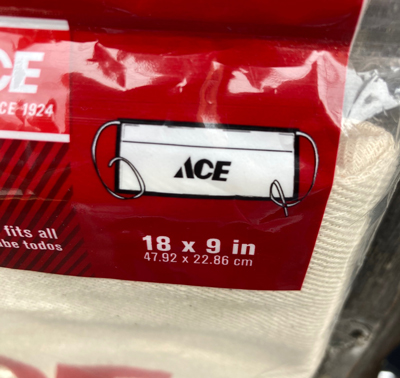 CE
CE 1924
ACE
fits all
be todos
18 x 9 in
47.92 x 22.86 cm